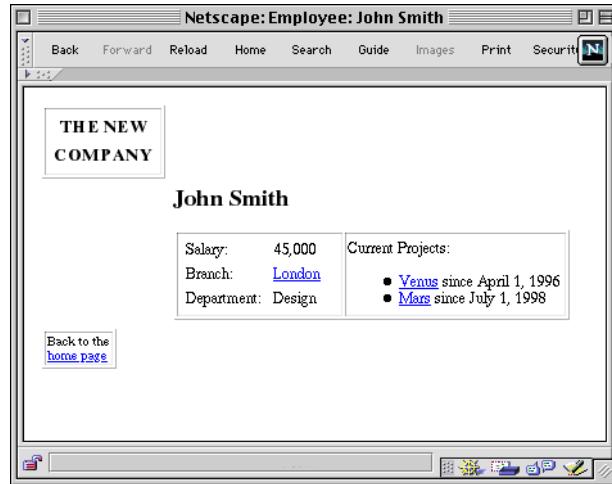 Netscape: Employee: John Smith
Back Forward Reload Home Search Guide Images Print
N
THE NEW
COMPANY
John Smith
Salary: 45,000
Branch: London
Department: Design
Current Projects:
Venus since April 1, 1996
Mars since July 1, 1998
Back to the
home page